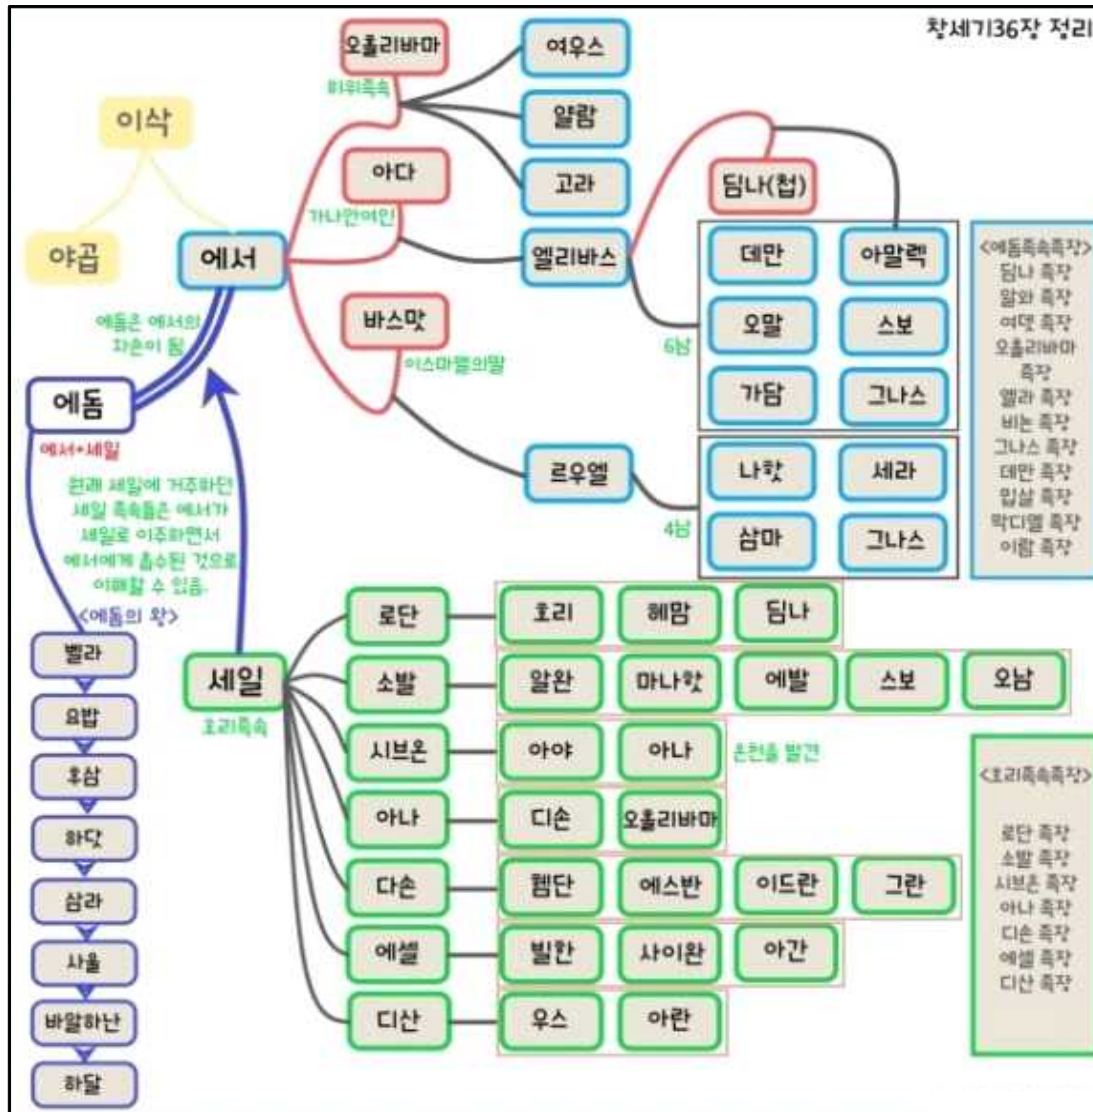 창세기36장 정리
이삭
야곱
에서
오홀리바마
히위족속
여우스
얄람
고라
아다
가나안여인
엘리바스
딤나(첩)
6남
데만
아말렉
오말
스보
가담
그나스
바스맛
이스마엘의딸
르우엘
4남
나핫
세라
삼마
그나스
<에돔족속족장>
딤나 족장
알와 족장
여뎃 족장
오홀리바마
족장
엘라 족장
비논 족장
그나스 족장
데만 족장
밉살 족장
막디엘 족장
이람 족장
에돔은 에서의
자손이 됨
에돔
에서+세일
원래 세일에 거주하던
세일 족속들은 에서가
세일로 이주하면서
에서에게 흡수된 것으로
이해할 수 있음.
<에돔의 왕>
벨라
요밥
후삼
하닷
삼라
사울
바알하난
하달
세일
호리족속
로단
호리
헤맘
딤나
소발
알완
마나핫
에발
스보
오남
시브온
아야
아나
온천을 발견
아나
디손
오홀리바마
다손
헴단
에스반
이드란
그란
에셀
빌한
사아완
아간
디산
우스
아란
<호리족속족장>
로단 족장
소발 족장
시브온 족장
아나 족장
디손 족장
에셀 족장
디산 족장